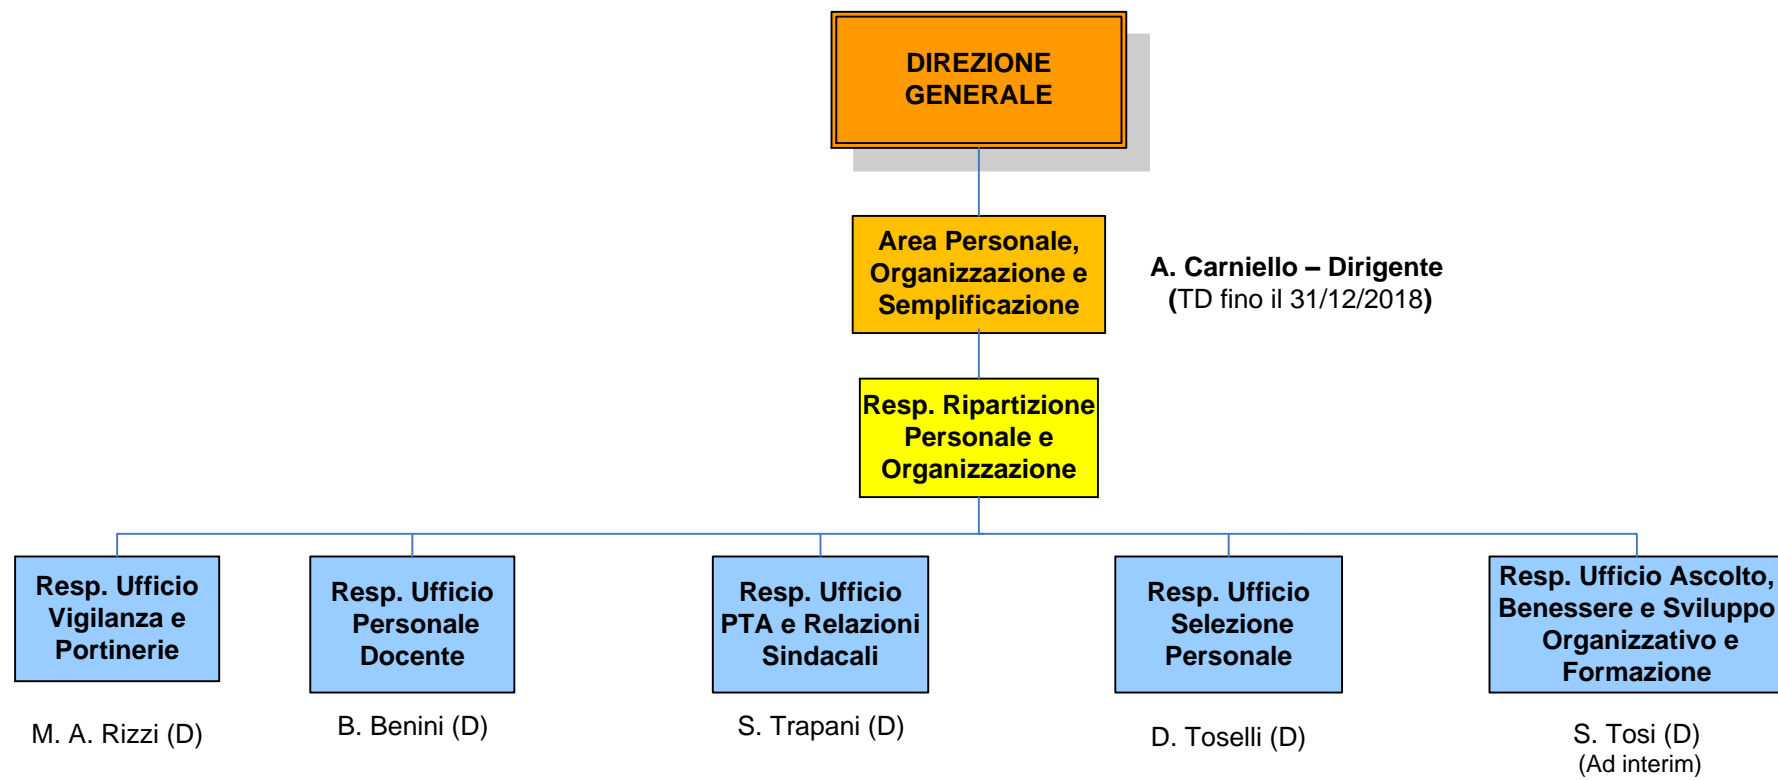 DIREZIONE
GENERALE
Area Personale,
Organizzazione e
Semplificazione
A. Carniello – Dirigente
(TD fino il 31/12/2018)
Resp. Ripartizione
Personale e
Organizzazione
Resp. Ufficio
Vigilanza e
Portinerie
M. A. Rizzi (D)
Resp. Ufficio
Personale
Docente
B. Benini (D)
Resp. Ufficio
PTA e Relazioni
Sindacali
S. Trapani (D)
Resp. Ufficio
Selezione
Personale
D. Toselli (D)
Resp. Ufficio Ascolto,
Benessere e Sviluppo
Organizzativo e
Formazione
S. Tosi (D)
(Ad interim)